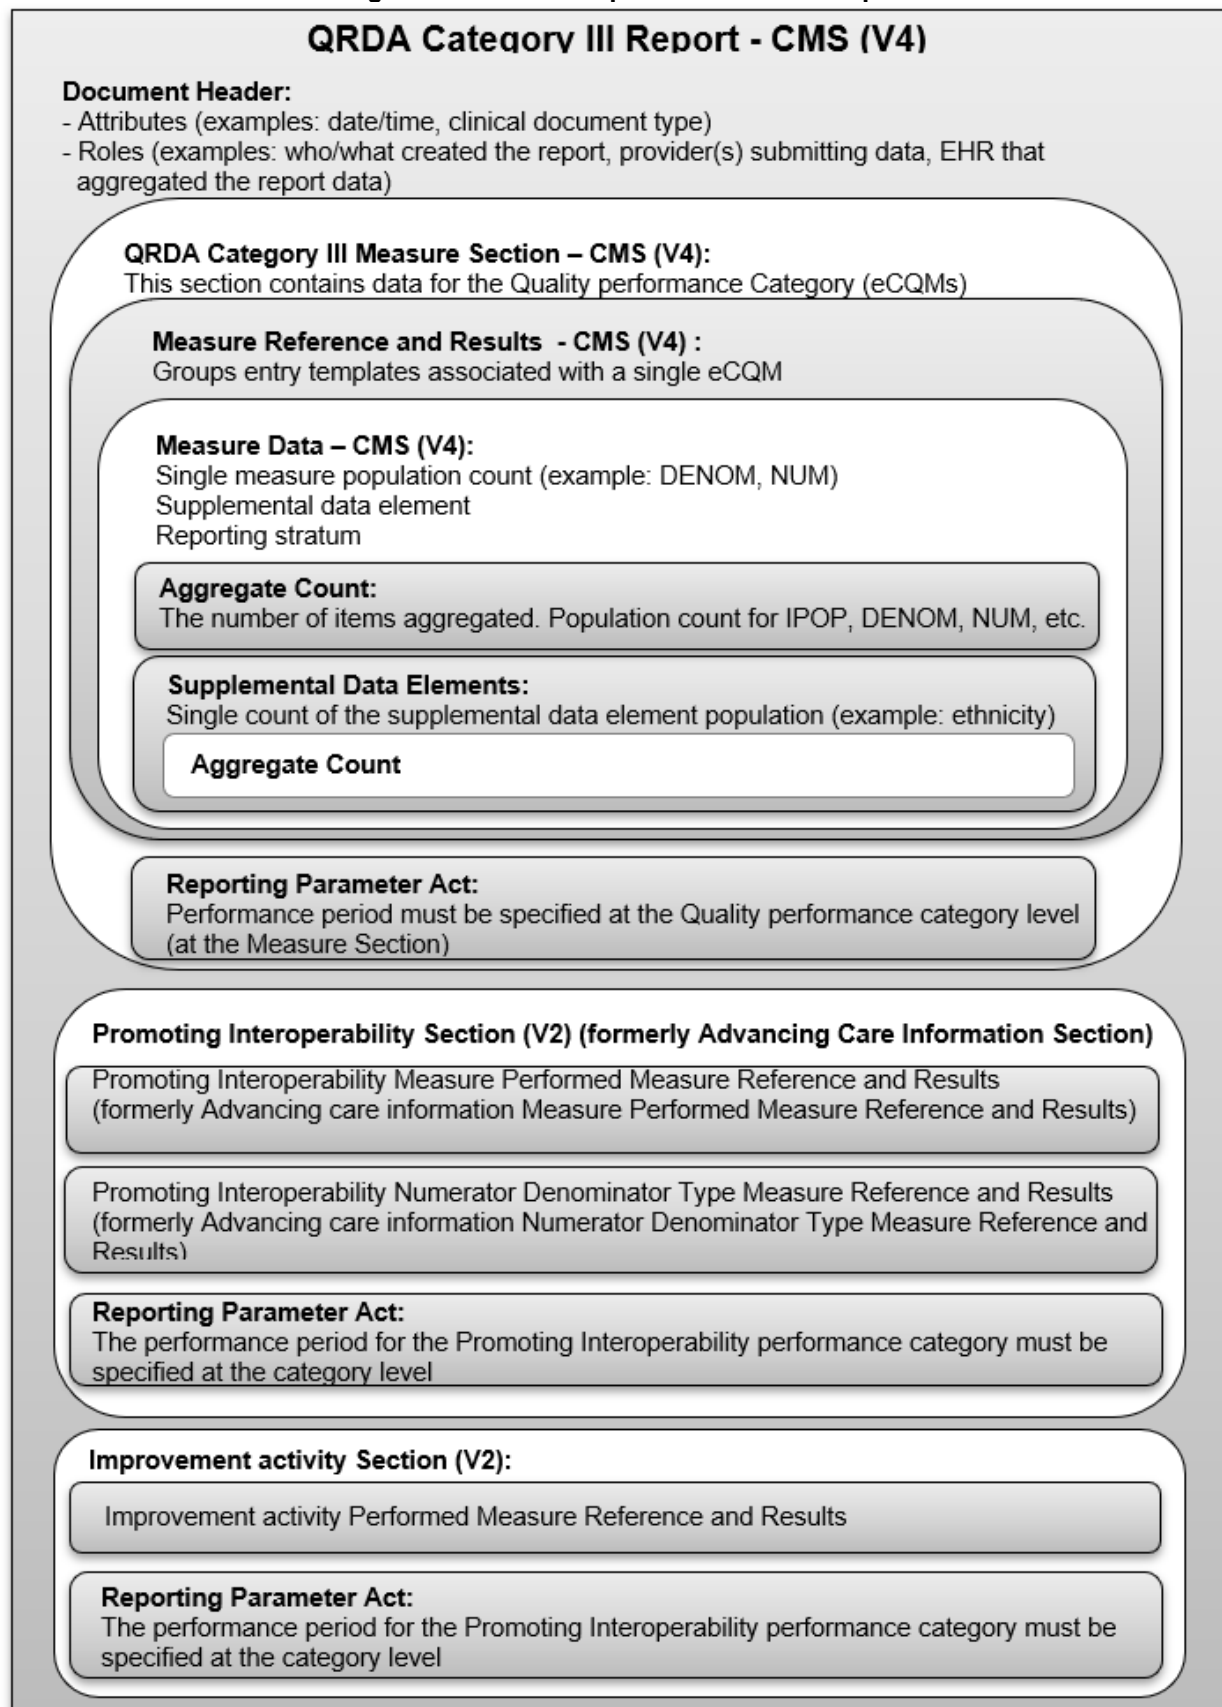 QRDA Category III Report - CMS (V4)
Document Header:
- Attributes (examples: date/time, clinical document type)
- Roles (examples: who/what created the report, provider(s) submitting data, EHR that
aggregated the report data)
QRDA Category III Measure Section – CMS (V4):
This section contains data for the Quality performance Category (eCQMs)
Measure Reference and Results - CMS (V4) :
Groups entry templates associated with a single eCQM
Measure Data – CMS (V4):
Single measure population count (example: DENOM, NUM)
Supplemental data element
Reporting stratum
Aggregate Count:
The number of items aggregated. Population count for IPOP, DENOM, NUM, etc.
Supplemental Data Elements:
Single count of the supplemental data element population (example: ethnicity)
Aggregate Count
Reporting Parameter Act:
Performance period must be specified at the Quality performance category level
(at the Measure Section)
Promoting Interoperability Section (V2) (formerly Advancing Care Information Section)
Promoting Interoperability Measure Performed Measure Reference and Results
(formerly Advancing care information Measure Performed Measure Reference and Results)
Promoting Interoperability Numerator Denominator Type Measure Reference and Results
(formerly Advancing care information Numerator Denominator Type Measure Reference and
Results)
Reporting Parameter Act:
The performance period for the Promoting Interoperability performance category must be
specified at the category level
Improvement activity Section (V2):
Improvement activity Performed Measure Reference and Results
Reporting Parameter Act:
The performance period for the Promoting Interoperability performance category must be
specified at the category level